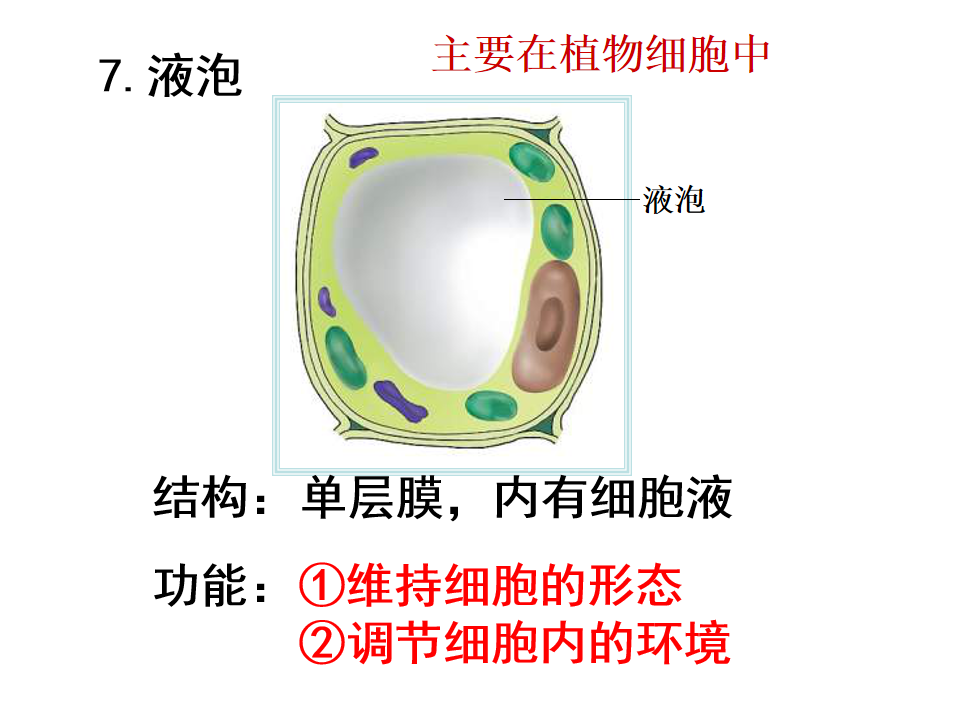 7. 液泡
主要在植物细胞中
液泡
结构：单层膜，内有细胞液
功能：①维持细胞的形态
②调节细胞内的环境